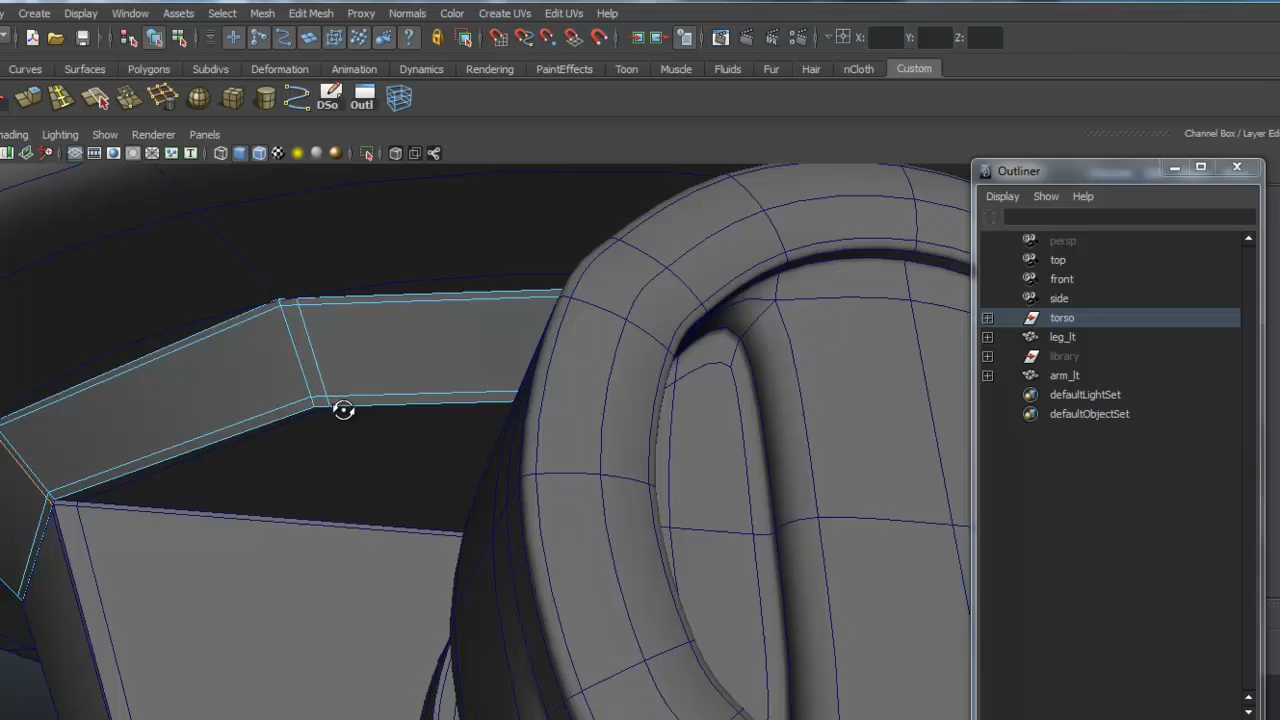 y Create Display Window Assets Select Mesh Edit Mesh Proxy Normals Color Create UVs Edit UVs Help
X: Y: Z:
Curves Surfaces Polygons Subdivs Deformation Animation Dynamics Rendering PaintEffects Toon Muscle Fluids Fur Hair nCloth Custom
DSo Outl
hading Lighting Show Renderer Panels
Channel Box / Layer Ed
Outliner
Display Show Help
persp
top
front
side
torso
leg_lt
library
arm_lt
defaultLightSet
defaultObjectSet